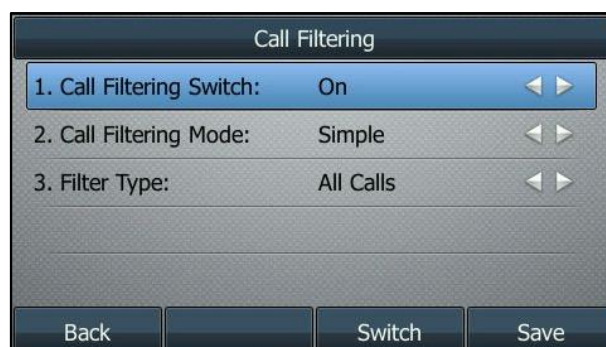 Call Filtering
1. Call Filtering Switch: On
2. Call Filtering Mode: Simple
3. Filter Type: All Calls
Back Switch Save